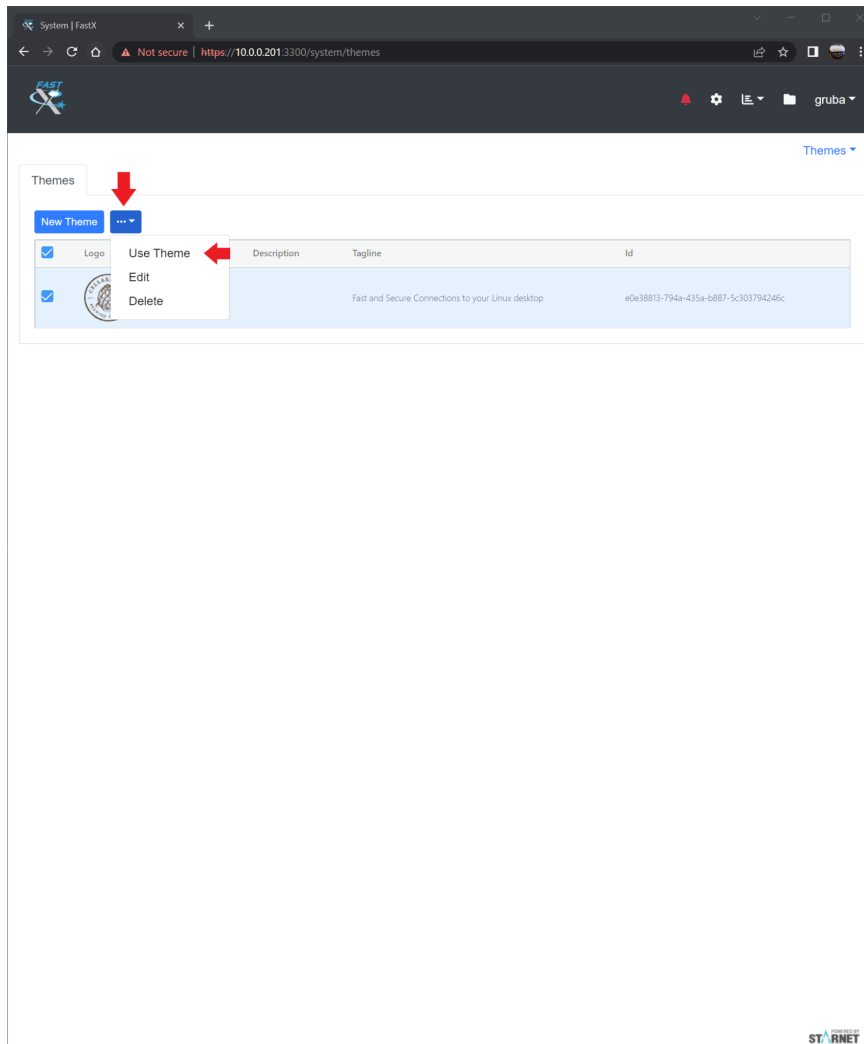 System | FastX
Not secure | https://10.0.0.201:3300/system/themes
FAST
X
gruba
Themes
Themes
New Theme
Logo Description Tagline Id
Use Theme
Edit
Delete
Fast and Secure Connections to your Linux desktop e0e38813-794a-435a-b887-5c303794246c
POWERED BY
STARNET